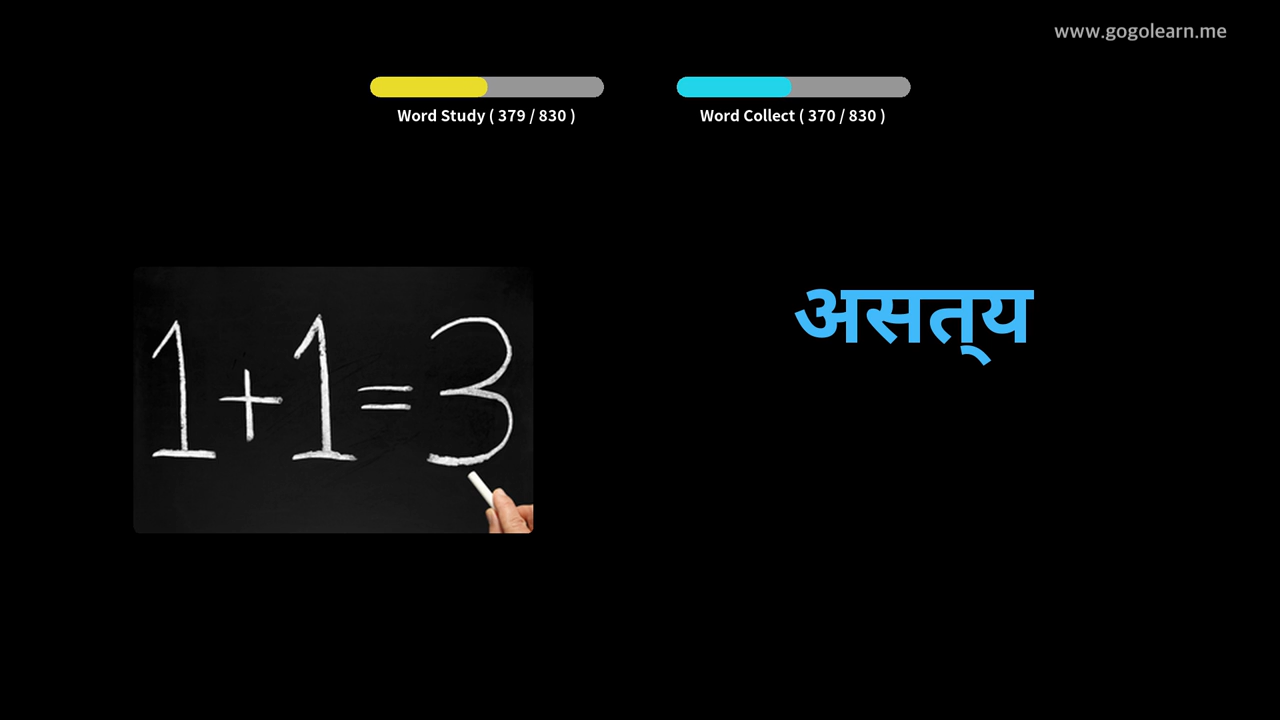 www.gogolearn.me
Word Study ( 379 / 830 )
Word Collect ( 370 / 830 )
1+1=3
असत्‌य